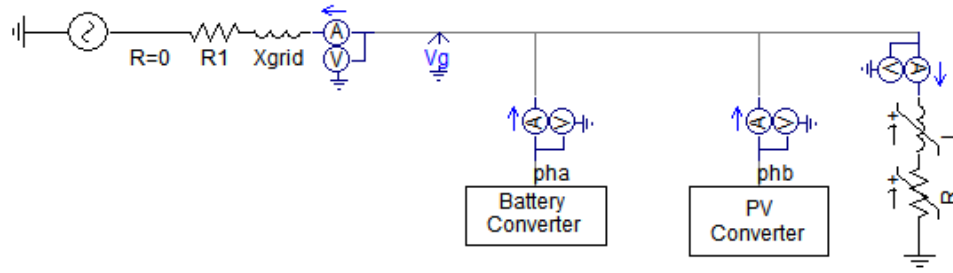 A
V
R=0
R1
Xgrid
Vg
V
A
A
V
A
V
+
L
+
R
pha
phb
Battery
Converter
PV
Converter